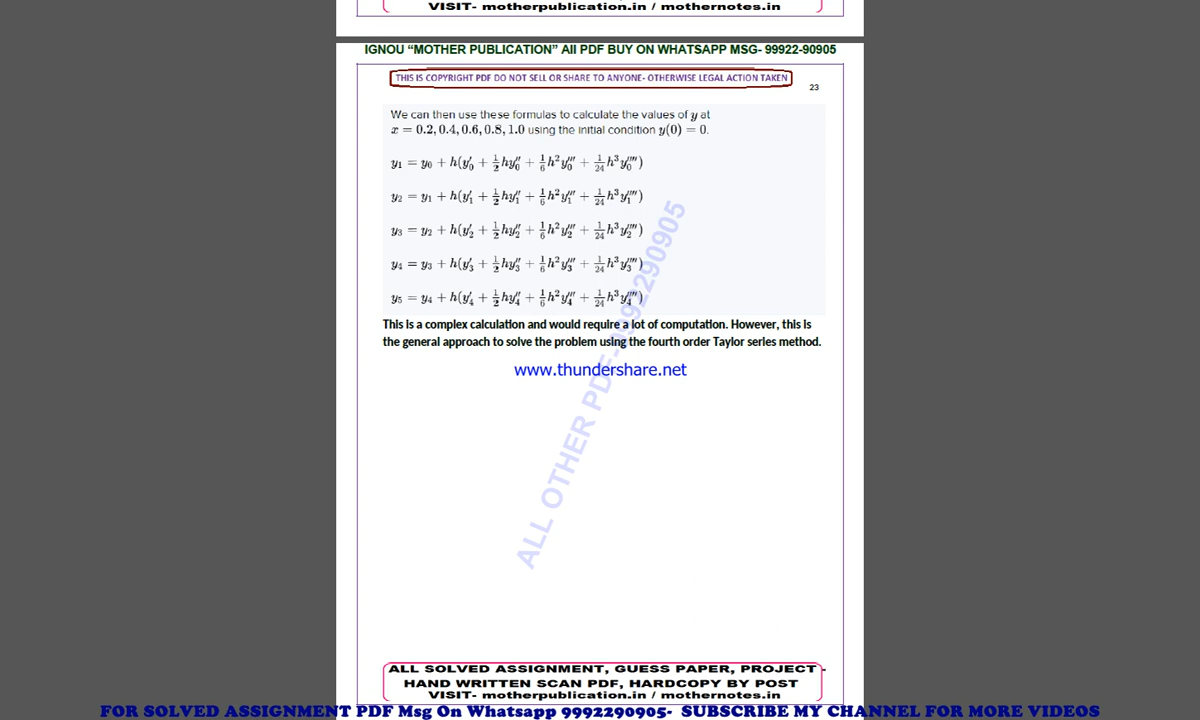 VISIT- motherpublication.in / mothernotes.in
IGNOU “MOTHER PUBLICATION” All PDF BUY ON WHATSAPP MSG- 99922-90905
THIS IS COPYRIGHT PDF DO NOT SELL OR SHARE TO ANYONE- OTHERWISE LEGAL ACTION TAKEN
23
We can then use these formulas to calculate the values of y at
x = 0.2, 0.4, 0.6, 0.8, 1.0 using the initial condition y(0) = 0.
y₁ = y₀ + h(y₀′ + ½hy₀″ + ⅙h²y₀‴ + 1/24 h³y₀⁗)
y₂ = y₁ + h(y₁′ + ½hy₁″ + ⅙h²y₁‴ + 1/24 h³y₁⁗)
y₃ = y₂ + h(y₂′ + ½hy₂″ + ⅙h²y₂‴ + 1/24 h³y₂⁗)
y₄ = y₃ + h(y₃′ + ½hy₃″ + ⅙h²y₃‴ + 1/24 h³y₃⁗)
y₅ = y₄ + h(y₄′ + ½hy₄″ + ⅙h²y₄‴ + 1/24 h³y₄⁗)
This is a complex calculation and would require a lot of computation. However, this is
the general approach to solve the problem using the fourth order Taylor series method.
www.thundershare.net
ALL OTHER PDF-9992290905
ALL SOLVED ASSIGNMENT, GUESS PAPER, PROJECT -
HAND WRITTEN SCAN PDF, HARDCOPY BY POST
VISIT- motherpublication.in / mothernotes.in
FOR SOLVED ASSIGNMENT PDF Msg On Whatsapp 9992290905- SUBSCRIBE MY CHANNEL FOR MORE VIDEOS